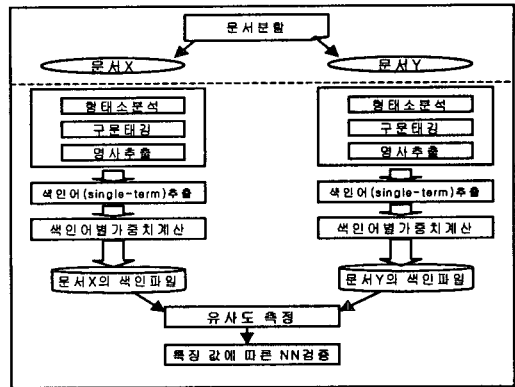 문서분할
문서X 문서Y
형태소분석 형태소분석
구문태깅 구문태깅
명사추출 명사추출
색인어(single-term)추출 색인어(single-term)추출
색인어별가중치계산 색인어별가중치계산
문서X의 색인파일 문서Y의 색인파일
유사도 측정
특징 값에 따른 NN검증